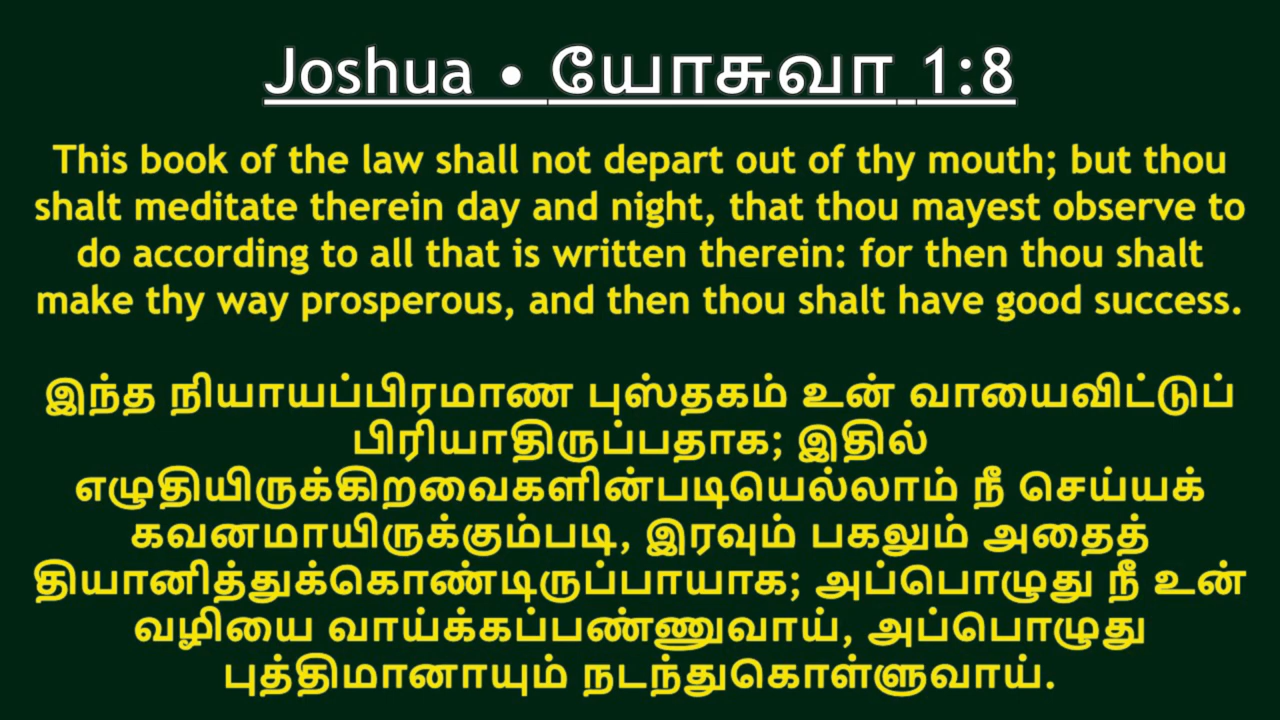 Joshua • யோசுவா 1:8
This book of the law shall not depart out of thy mouth; but thou
shalt meditate therein day and night, that thou mayest observe to
do according to all that is written therein: for then thou shalt
make thy way prosperous, and then thou shalt have good success.
இந்த நியாயப்பிரமாண புஸ்தகம் உன் வாயைவிட்டுப்
பிரியாதிருப்பதாக; இதில்
எழுதியிருக்கிறவைகளின்படியெல்லாம் நீ செய்யக்
கவனமாயிருக்கும்படி, இரவும் பகலும் அதைத்
தியானித்துக்கொண்டிருப்பாயாக; அப்பொழுது நீ உன்
வழியை வாய்க்கப்பண்ணுவாய், அப்பொழுது
புத்திமானாயும் நடந்துகொள்ளுவாய்.